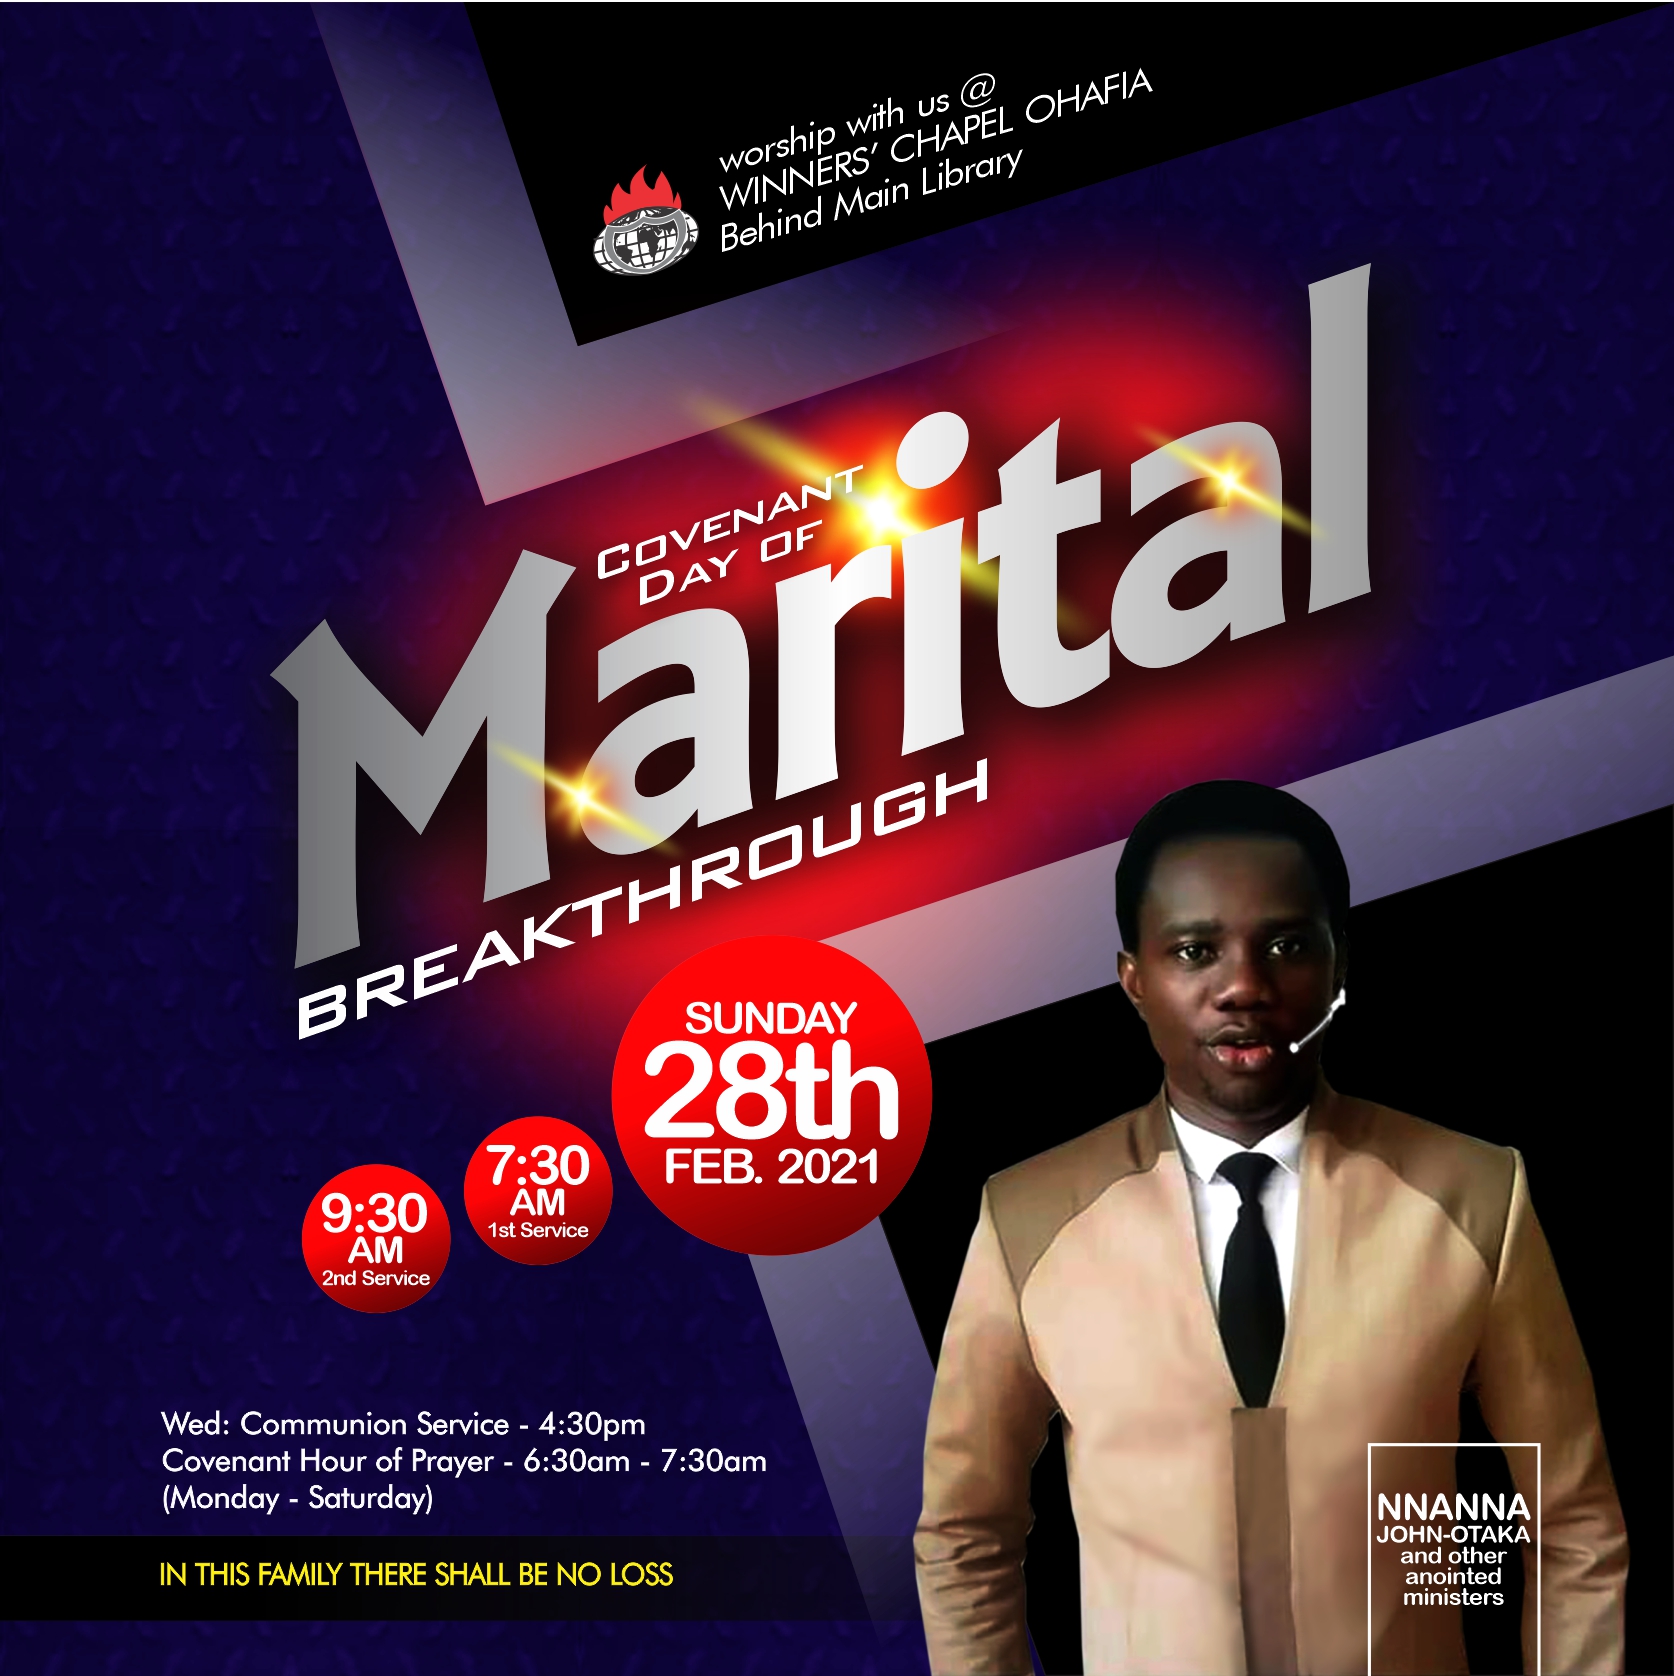 worship with us @
WINNERS' CHAPEL OHAFIA
Behind Main Library
COVENANT
DAY OF
Marital
BREAKTHROUGH
SUNDAY
28th
FEB. 2021
7:30
AM
1st Service
9:30
AM
2nd Service
Wed: Communion Service - 4:30pm
Covenant Hour of Prayer - 6:30am - 7:30am
(Monday - Saturday)
IN THIS FAMILY THERE SHALL BE NO LOSS
NNANNA
JOHN-OTAKA
and other
anointed
ministers